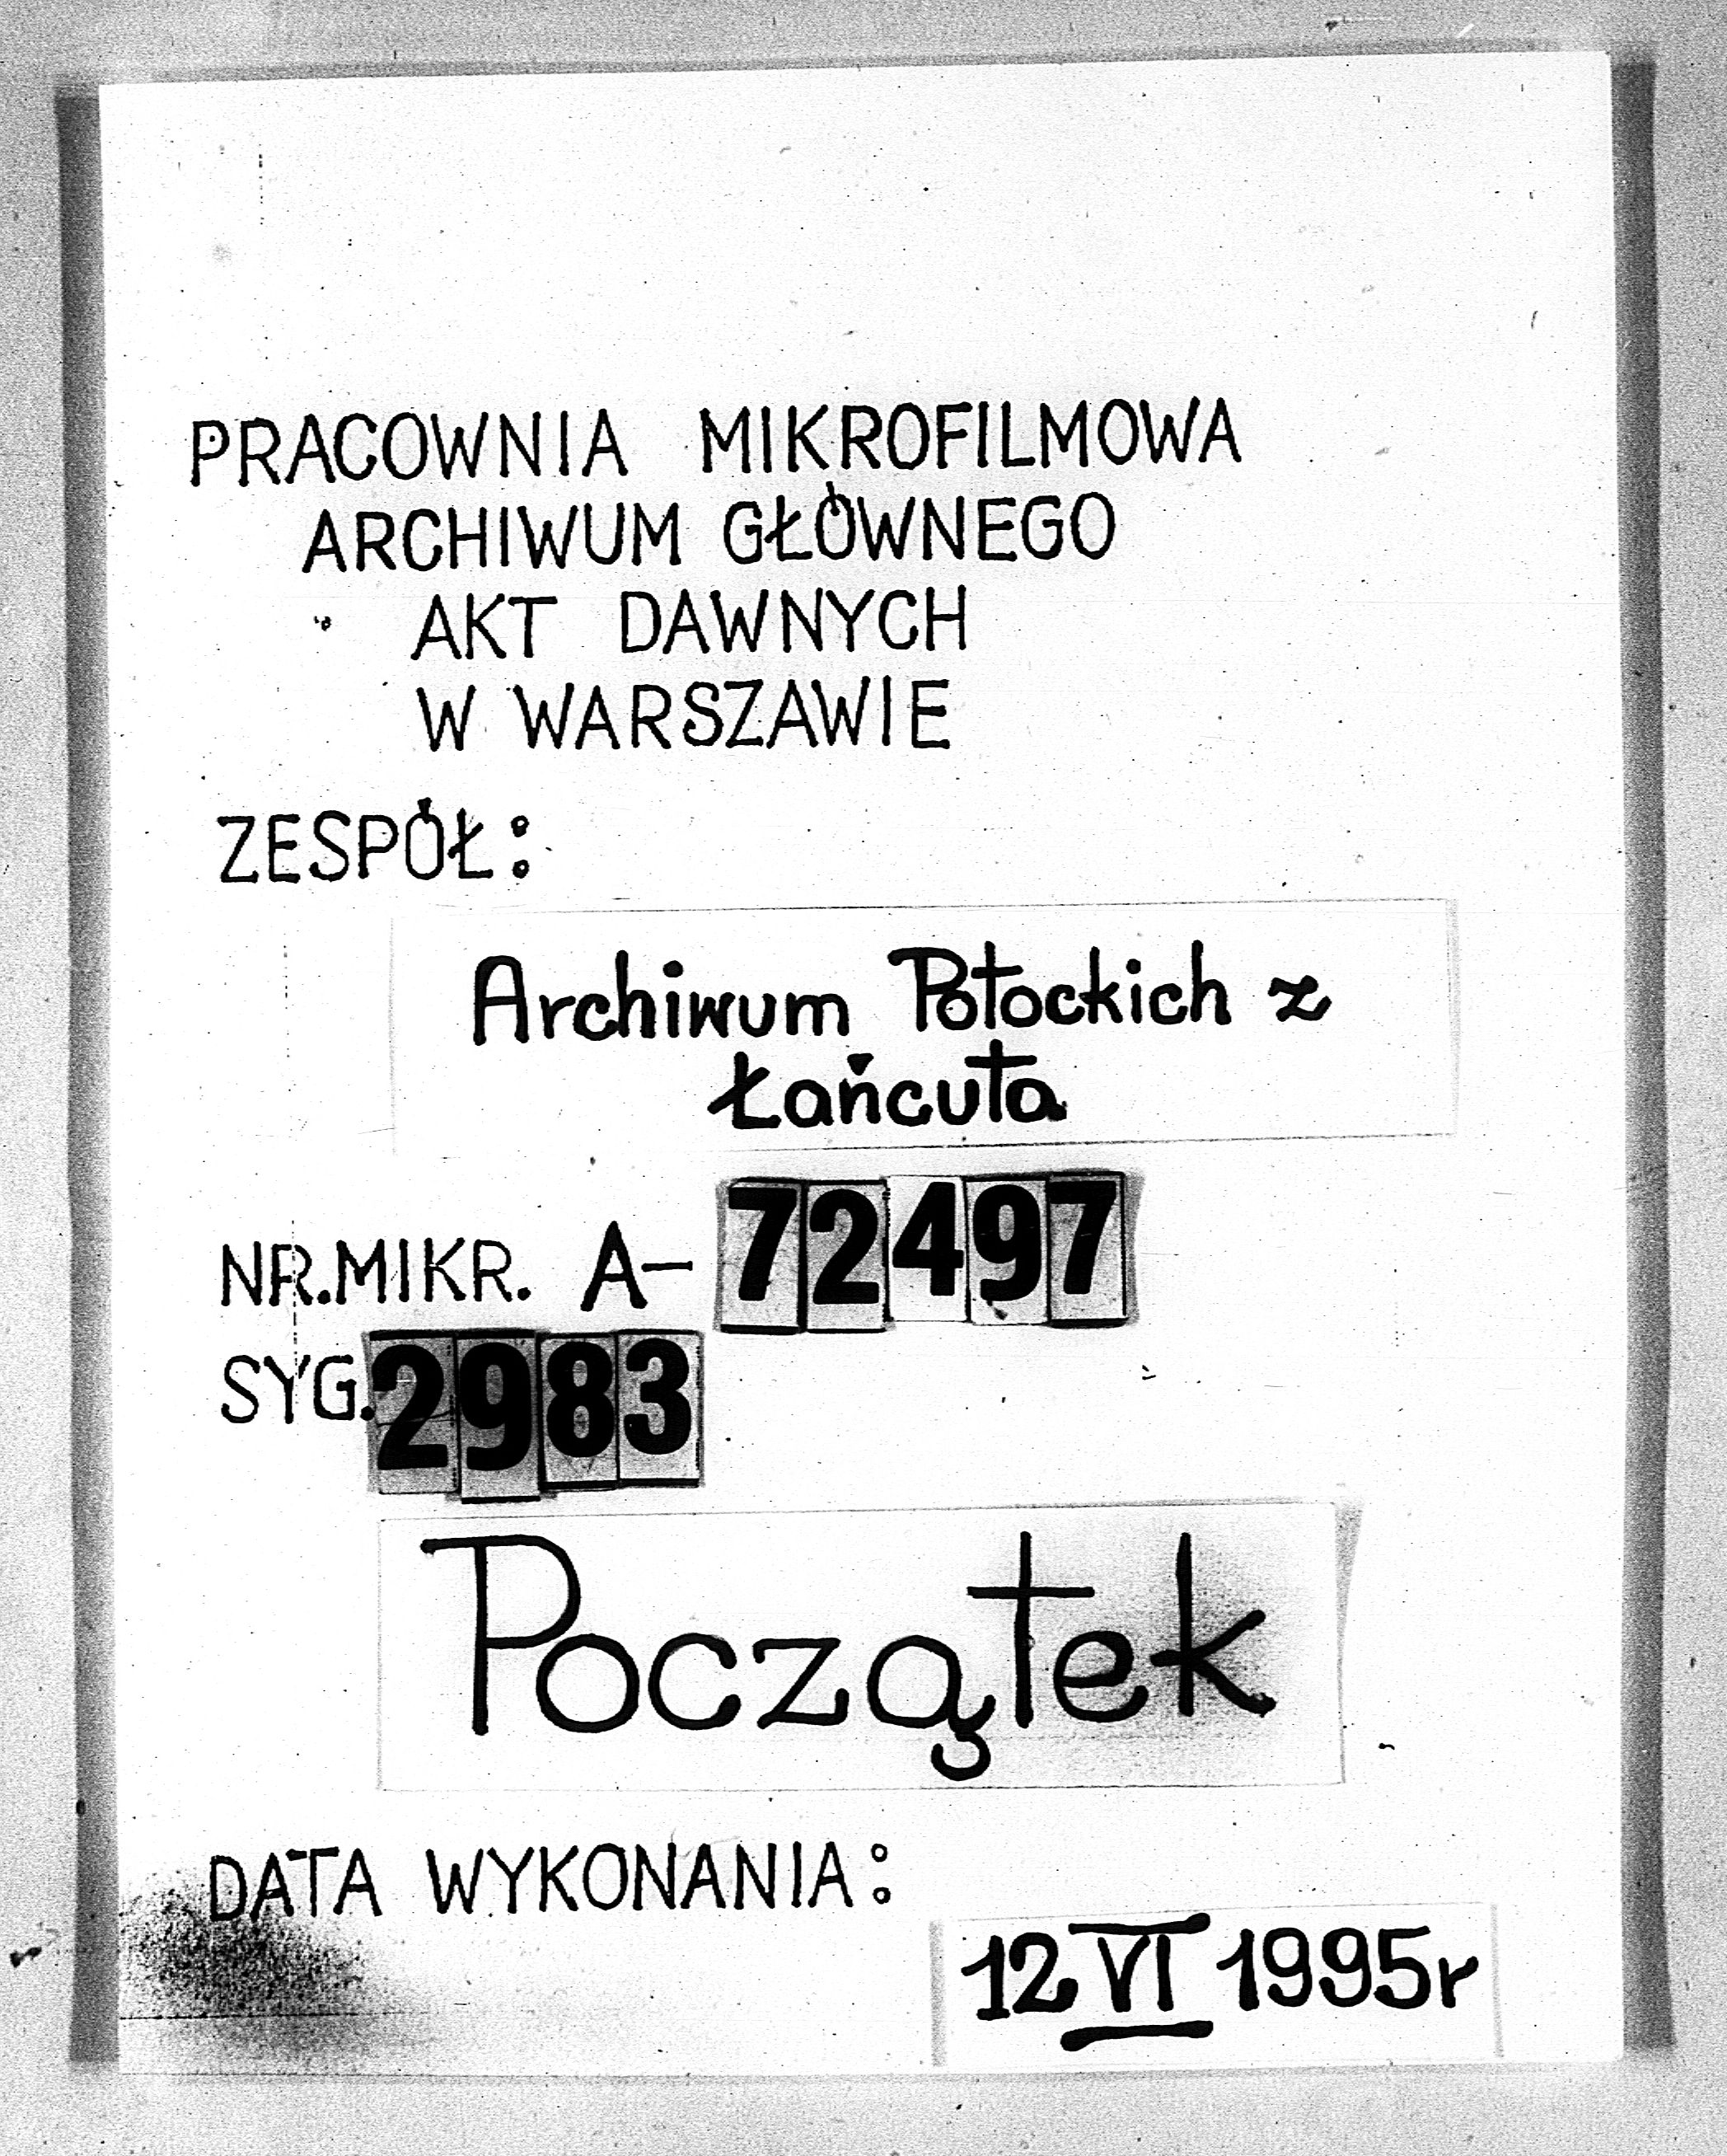 PRACOWNIA MIKROFILMOWA
ARCHIWUM GŁÓWNEGO
AKT DAWNYCH
W WARSZAWIE
ZESPÓŁ:
Archiwum Potockich z
Łańcuta
NR.MIKR. A- 72497
SYG. 2983
Początek
DATA WYKONANIA:
12 VI 1995r